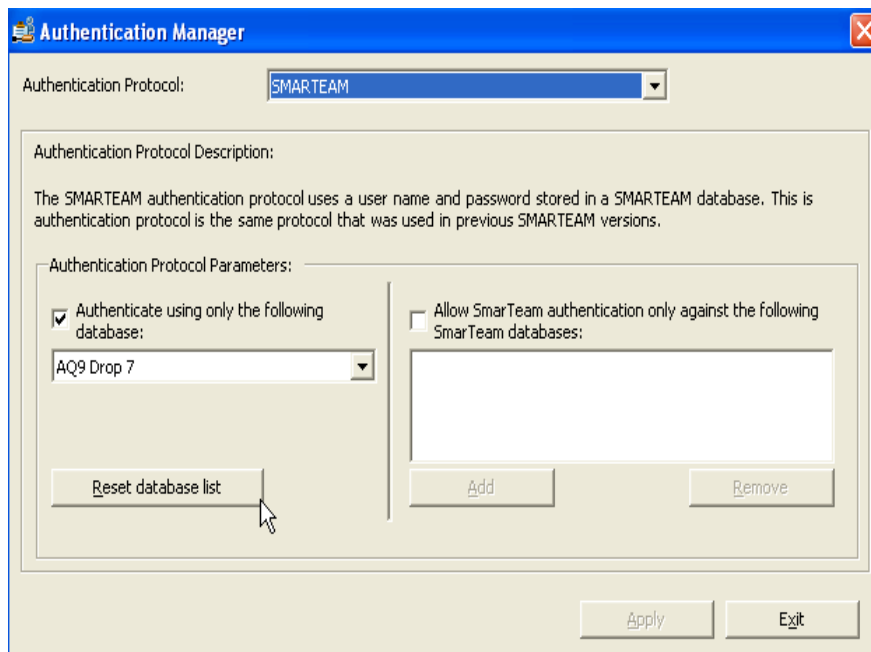 Authentication Manager
Authentication Protocol:
SMARTEAM
Authentication Protocol Description:
The SMARTEAM authentication protocol uses a user name and password stored in a SMARTEAM database. This is
authentication protocol is the same protocol that was used in previous SMARTEAM versions.
Authentication Protocol Parameters:
Authenticate using only the following
database:
AQ9 Drop 7
Reset database list
Allow SmarTeam authentication only against the following
SmarTeam databases:
Add
Remove
Apply
Exit